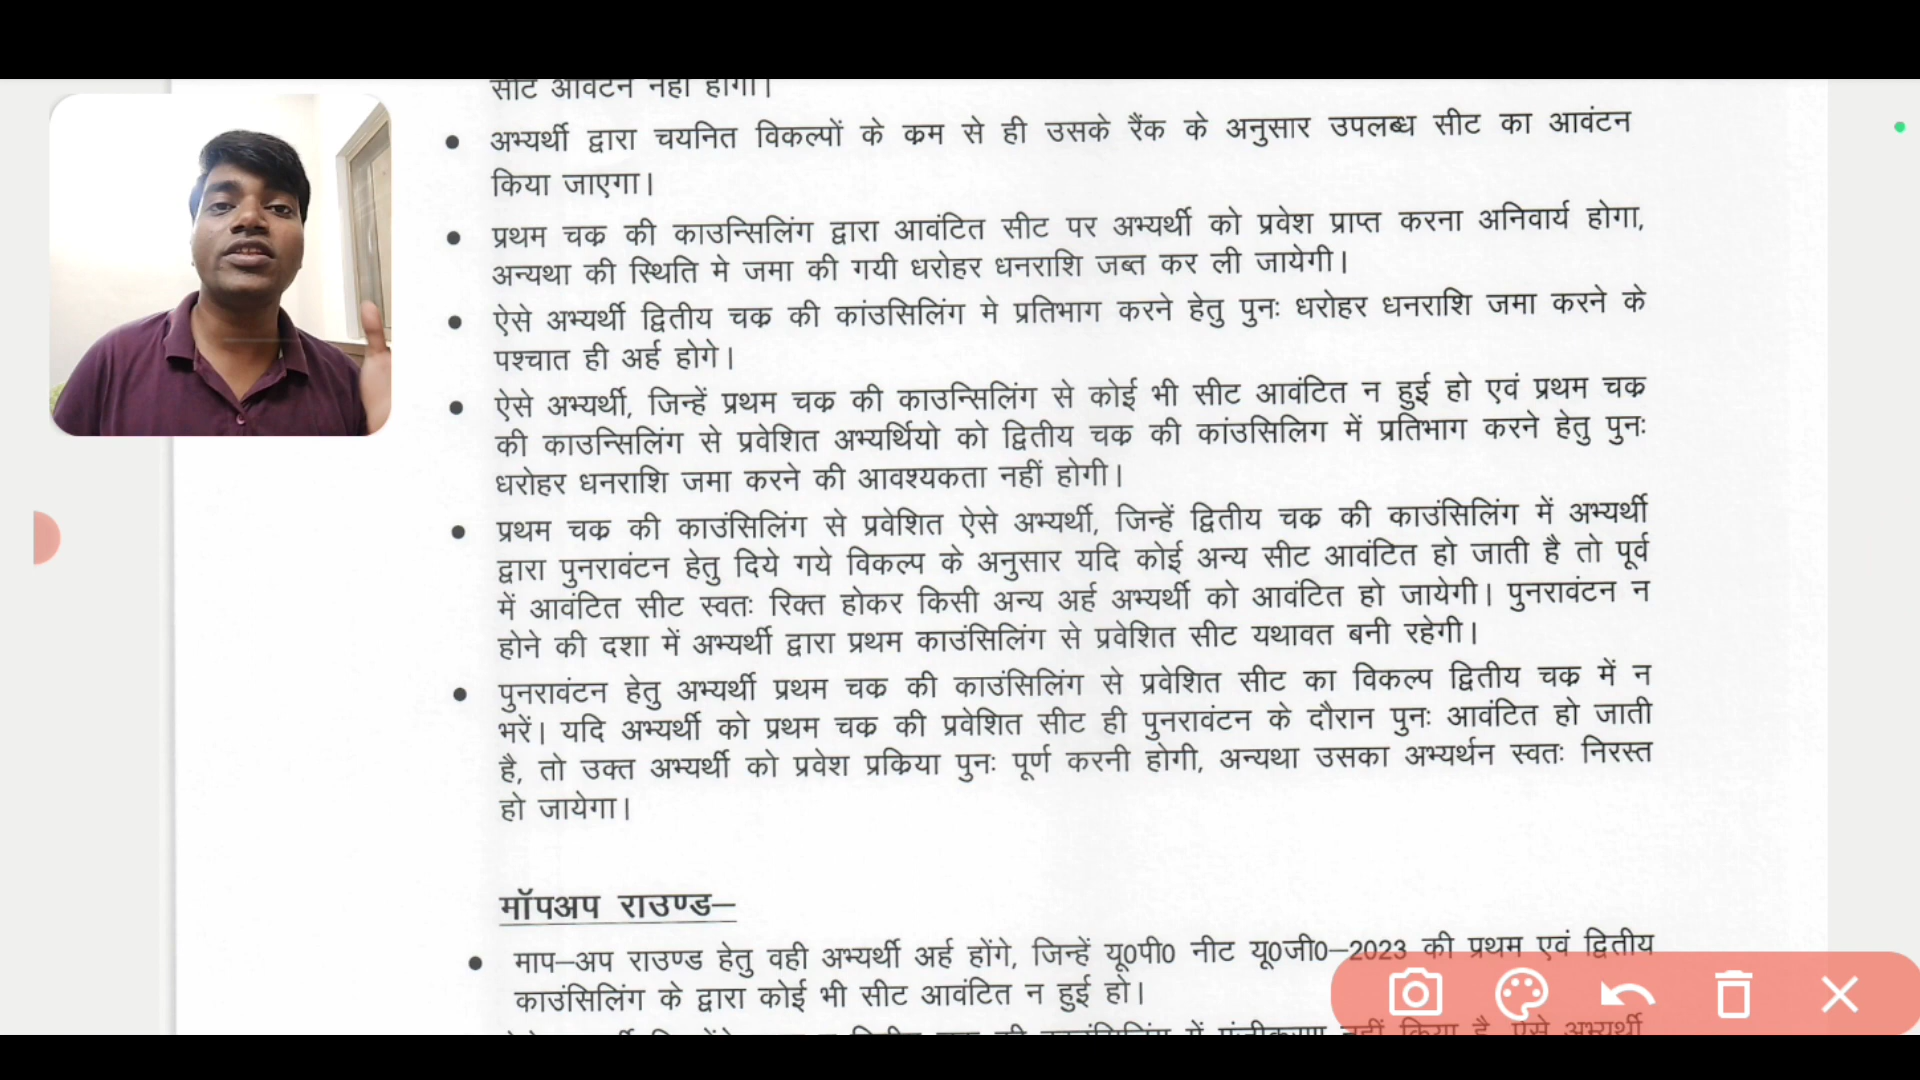 सीट आवंटन नहीं होगी।
● अभ्यर्थी द्वारा चयनित विकल्पों के क्रम से ही उसके रैंक के अनुसार उपलब्ध सीट का आवंटन
किया जाएगा।
● प्रथम चक्र की काउन्सिलिंग द्वारा आवंटित सीट पर अभ्यर्थी को प्रवेश प्राप्त करना अनिवार्य होगा,
अन्यथा की स्थिति मे जमा की गयी धरोहर धनराशि जब्त कर ली जायेगी।
● ऐसे अभ्यर्थी द्वितीय चक्र की कांउसिलिंग मे प्रतिभाग करने हेतु पुनः धरोहर धनराशि जमा करने के
पश्चात ही अर्ह होगे।
● ऐसे अभ्यर्थी, जिन्हें प्रथम चक्र की काउन्सिलिंग से कोई भी सीट आवंटित न हुई हो एवं प्रथम चक्र
की काउन्सिलिंग से प्रवेशित अभ्यर्थियो को द्वितीय चक्र की कांउसिलिग में प्रतिभाग करने हेतु पुनः
धरोहर धनराशि जमा करने की आवश्यकता नहीं होगी।
● प्रथम चक्र की काउंसिलिंग से प्रवेशित ऐसे अभ्यर्थी, जिन्हें द्वितीय चक्र की काउंसिलिंग में अभ्यर्थी
द्वारा पुनरावंटन हेतु दिये गये विकल्प के अनुसार यदि कोई अन्य सीट आवंटित हो जाती है तो पूर्व
में आवंटित सीट स्वतः रिक्त होकर किसी अन्य अर्ह अभ्यर्थी को आवंटित हो जायेगी। पुनरावंटन न
होने की दशा में अभ्यर्थी द्वारा प्रथम काउंसिलिंग से प्रवेशित सीट यथावत बनी रहेगी।
● पुनरावंटन हेतु अभ्यर्थी प्रथम चक्र की काउंसिलिंग से प्रवेशित सीट का विकल्प द्वितीय चक्र में न
भरें। यदि अभ्यर्थी को प्रथम चक्र की प्रवेशित सीट ही पुनरावंटन के दौरान पुनः आवंटित हो जाती
है, तो उक्त अभ्यर्थी को प्रवेश प्रक्रिया पुनः पूर्ण करनी होगी, अन्यथा उसका अभ्यर्थन स्वतः निरस्त
हो जायेगा।
मॉपअप राउण्ड–
● माप–अप राउण्ड हेतु वही अभ्यर्थी अर्ह होंगे, जिन्हें यू0पी0 नीट यू0जी0–2023 की प्रथम एवं द्वितीय
काउंसिलिंग के द्वारा कोई भी सीट आवंटित न हुई हो।
की काउंसिलिंग में पंजीकरण नहीं किया है, ऐसे अभ्यर्थी